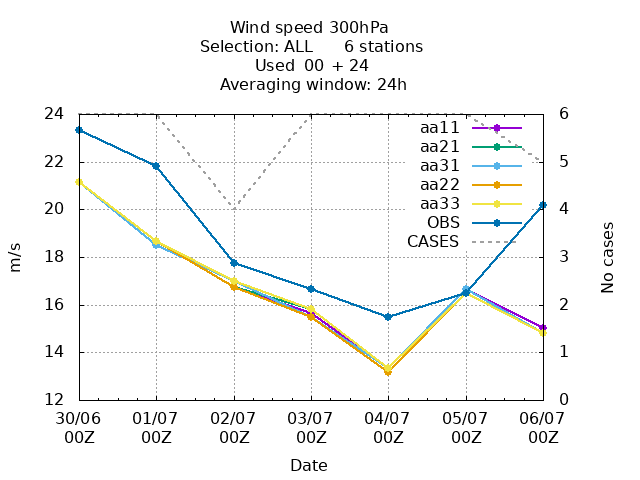 Wind speed 300hPa
Selection: ALL 6 stations
Used 00 + 24
Averaging window: 24h
24
22
20
18
16
14
12
m/s
6
5
4
3
2
1
0
No cases
aa11
aa21
aa31
aa22
aa33
OBS
CASES
30/06 01/07 02/07 03/07 04/07 05/07 06/07
00Z 00Z 00Z 00Z 00Z 00Z 00Z
Date